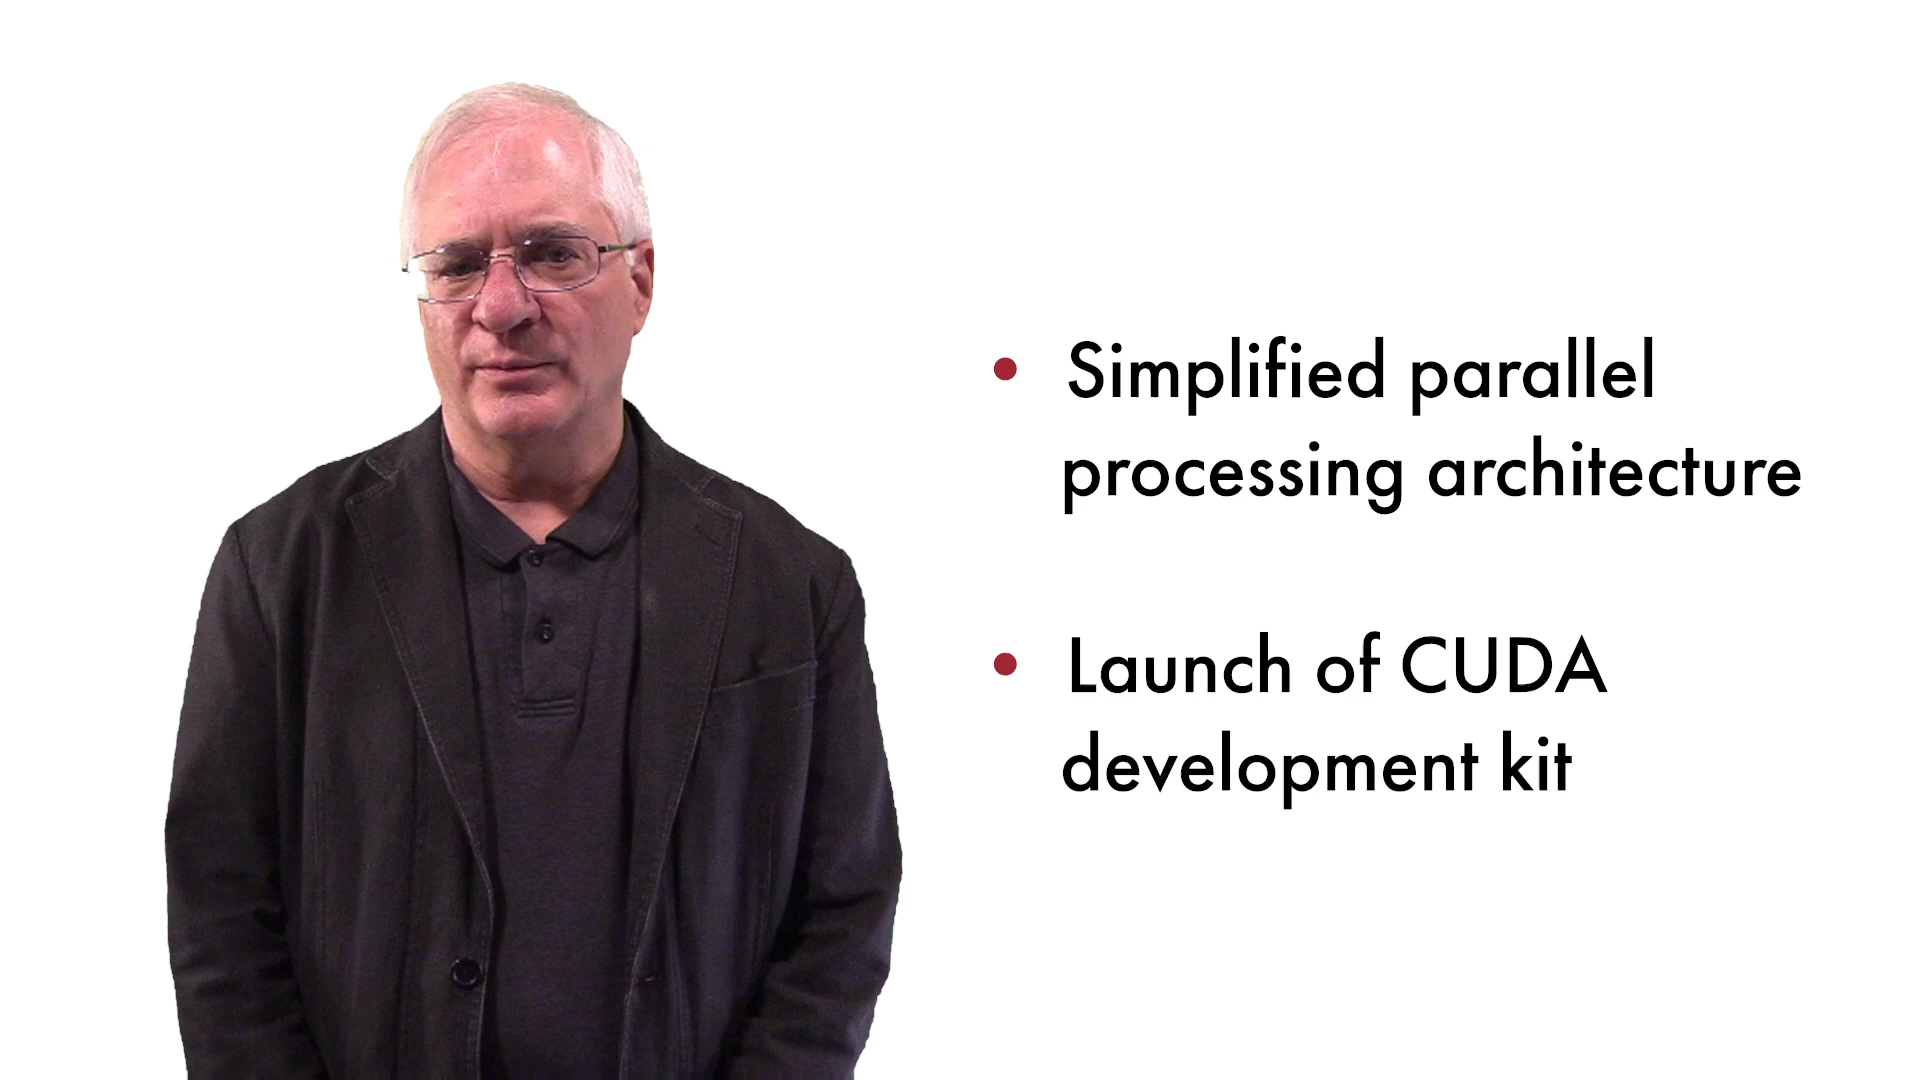 • Simplified parallel
processing architecture
• Launch of CUDA
development kit